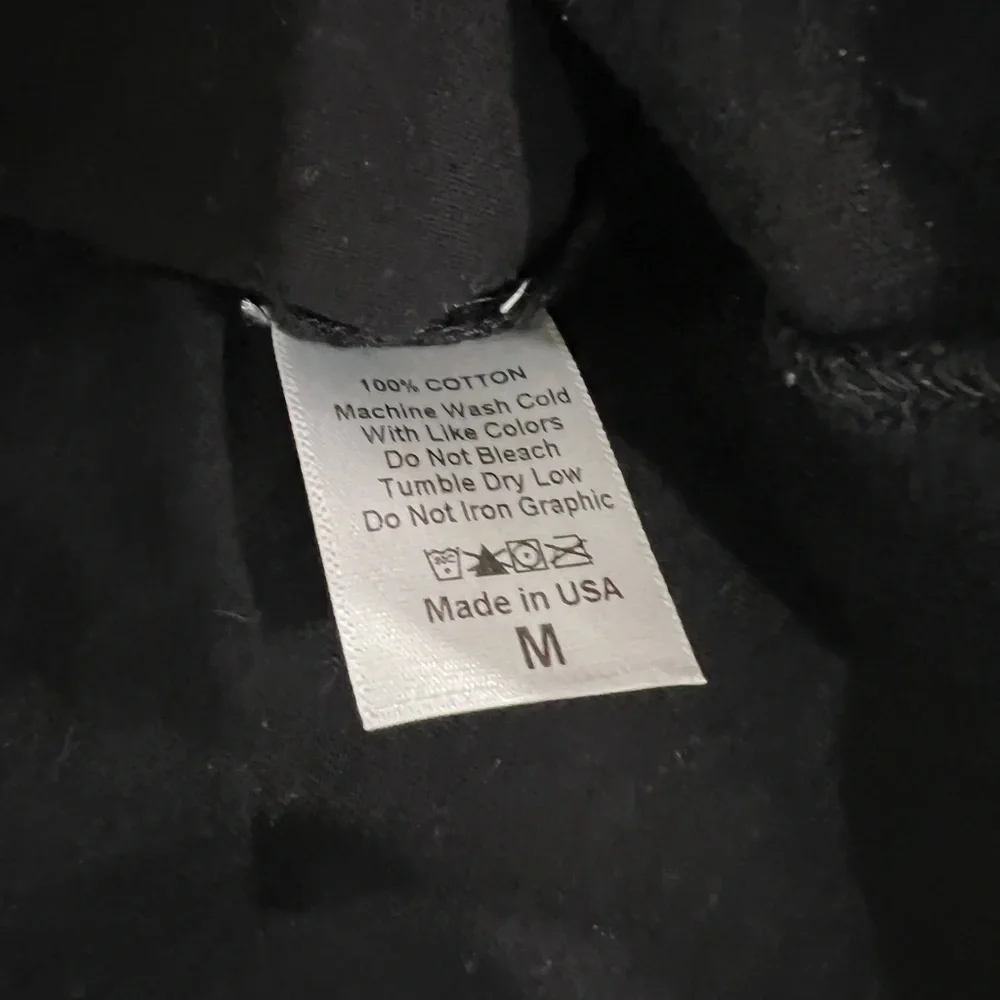 100% COTTON
Machine Wash Cold
With Like Colors
Do Not Bleach
Tumble Dry Low
Do Not Iron Graphic
30C
Made in USA
M